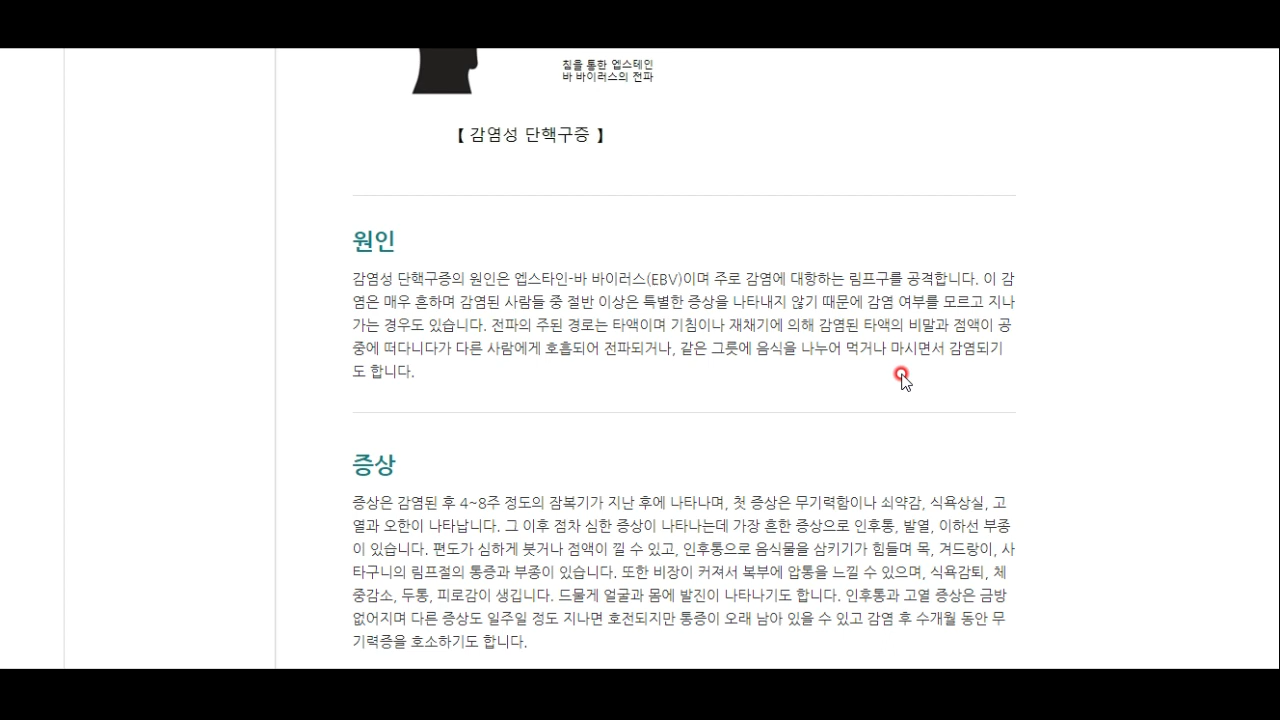 침을 통한 엡스테인
바 바이러스의 전파
【 감염성 단핵구증 】
원인
감염성 단핵구증의 원인은 엡스타인-바 바이러스(EBV)이며 주로 감염에 대항하는 림프구를 공격합니다. 이 감
염은 매우 흔하며 감염된 사람들 중 절반 이상은 특별한 증상을 나타내지 않기 때문에 감염 여부를 모르고 지나
가는 경우도 있습니다. 전파의 주된 경로는 타액이며 기침이나 재채기에 의해 감염된 타액의 비말과 점액이 공
중에 떠다니다가 다른 사람에게 호흡되어 전파되거나, 같은 그릇에 음식을 나누어 먹거나 마시면서 감염되기
도 합니다.
증상
증상은 감염된 후 4~8주 정도의 잠복기가 지난 후에 나타나며, 첫 증상은 무기력함이나 쇠약감, 식욕상실, 고
열과 오한이 나타납니다. 그 이후 점차 심한 증상이 나타나는데 가장 흔한 증상으로 인후통, 발열, 이하선 부종
이 있습니다. 편도가 심하게 붓거나 점액이 낄 수 있고, 인후통으로 음식물을 삼키기가 힘들며 목, 겨드랑이, 사
타구니의 림프절의 통증과 부종이 있습니다. 또한 비장이 커져서 복부에 압통을 느낄 수 있으며, 식욕감퇴, 체
중감소, 두통, 피로감이 생깁니다. 드물게 얼굴과 몸에 발진이 나타나기도 합니다. 인후통과 고열 증상은 금방
없어지며 다른 증상도 일주일 정도 지나면 호전되지만 통증이 오래 남아 있을 수 있고 감염 후 수개월 동안 무
기력증을 호소하기도 합니다.